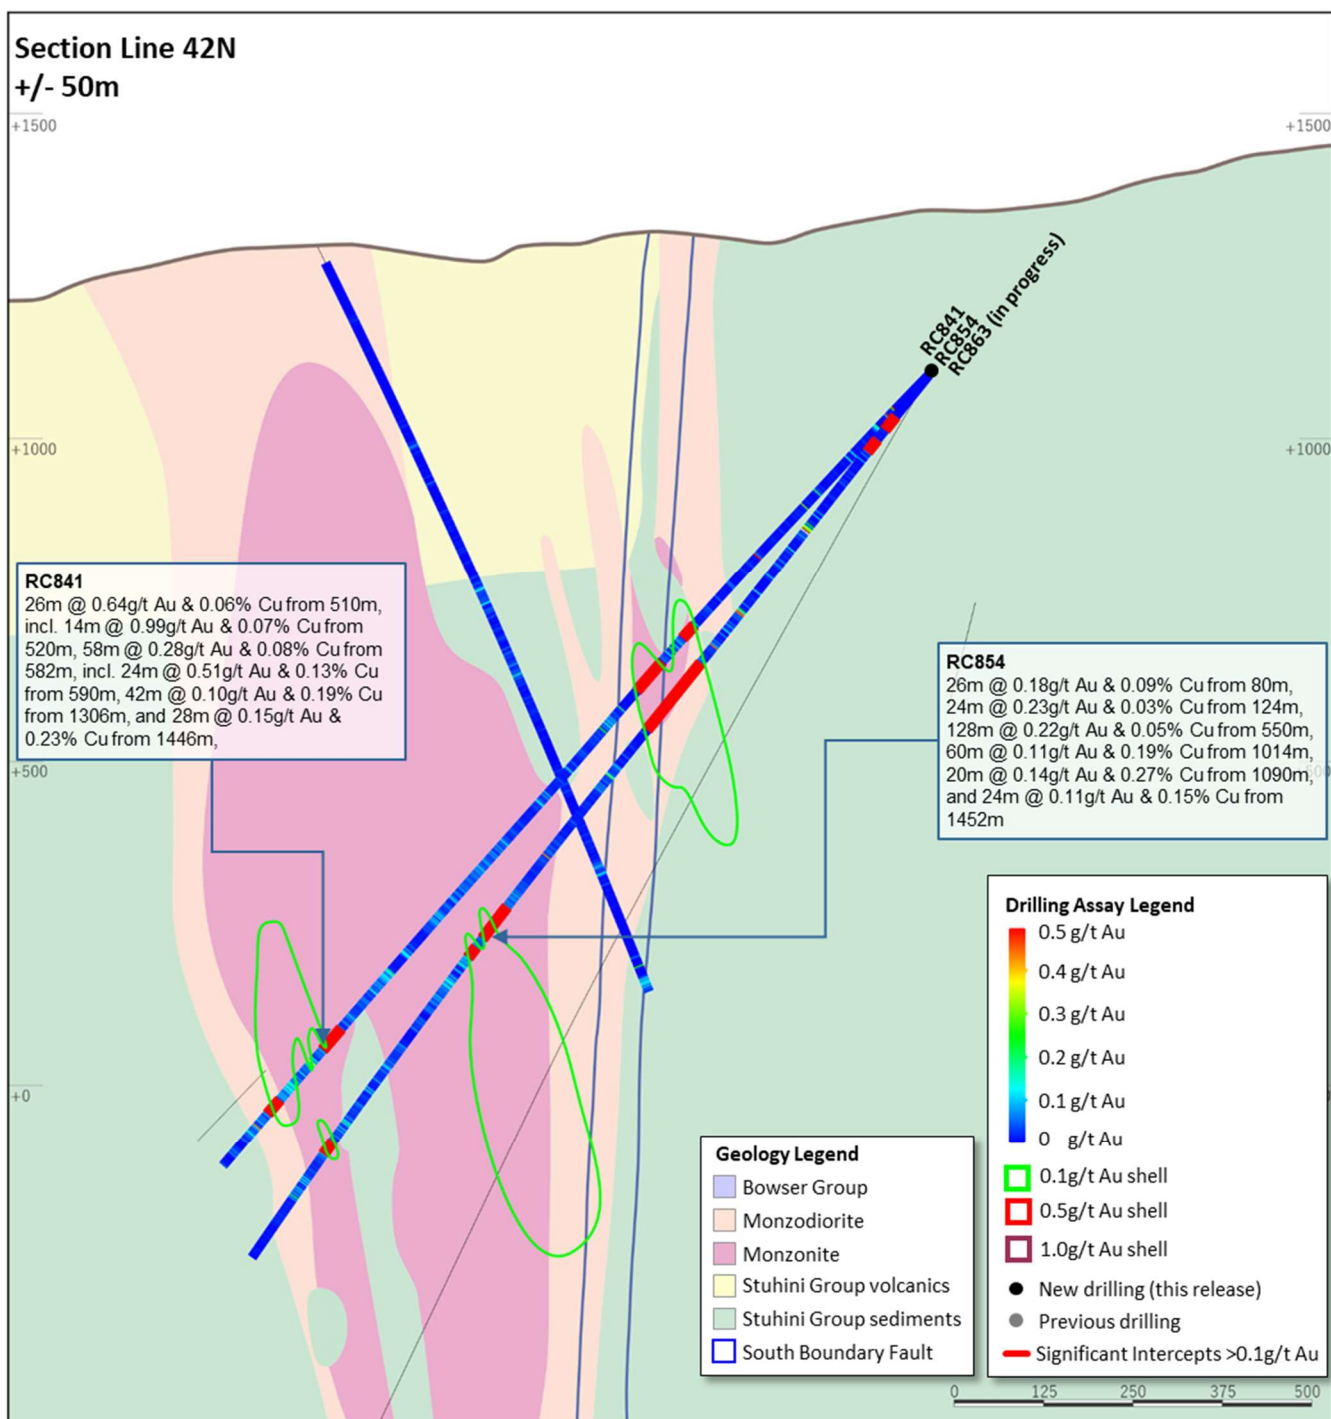 Section Line 42N
+/- 50m
+1500
+1500
RC841
RC854
RC863 (in progress)
+1000
+1000
RC841
26m @ 0.64g/t Au & 0.06% Cu from 510m,
incl. 14m @ 0.99g/t Au & 0.07% Cu from
520m, 58m @ 0.28g/t Au & 0.08% Cu from
582m, incl. 24m @ 0.51g/t Au & 0.13% Cu
from 590m, 42m @ 0.10g/t Au & 0.19% Cu
from 1306m, and 28m @ 0.15g/t Au &
0.23% Cu from 1446m,
RC854
26m @ 0.18g/t Au & 0.09% Cu from 80m,
24m @ 0.23g/t Au & 0.03% Cu from 124m,
128m @ 0.22g/t Au & 0.05% Cu from 550m,
60m @ 0.11g/t Au & 0.19% Cu from 1014m,
20m @ 0.14g/t Au & 0.27% Cu from 1090m,
and 24m @ 0.11g/t Au & 0.15% Cu from
1452m
+500
+0
Drilling Assay Legend
0.5 g/t Au
0.4 g/t Au
0.3 g/t Au
0.2 g/t Au
0.1 g/t Au
0 g/t Au
0.1g/t Au shell
0.5g/t Au shell
1.0g/t Au shell
New drilling (this release)
Previous drilling
Significant Intercepts >0.1g/t Au
Geology Legend
Bowser Group
Monzodiorite
Monzonite
Stuhini Group volcanics
Stuhini Group sediments
South Boundary Fault
0 125 250 375 500